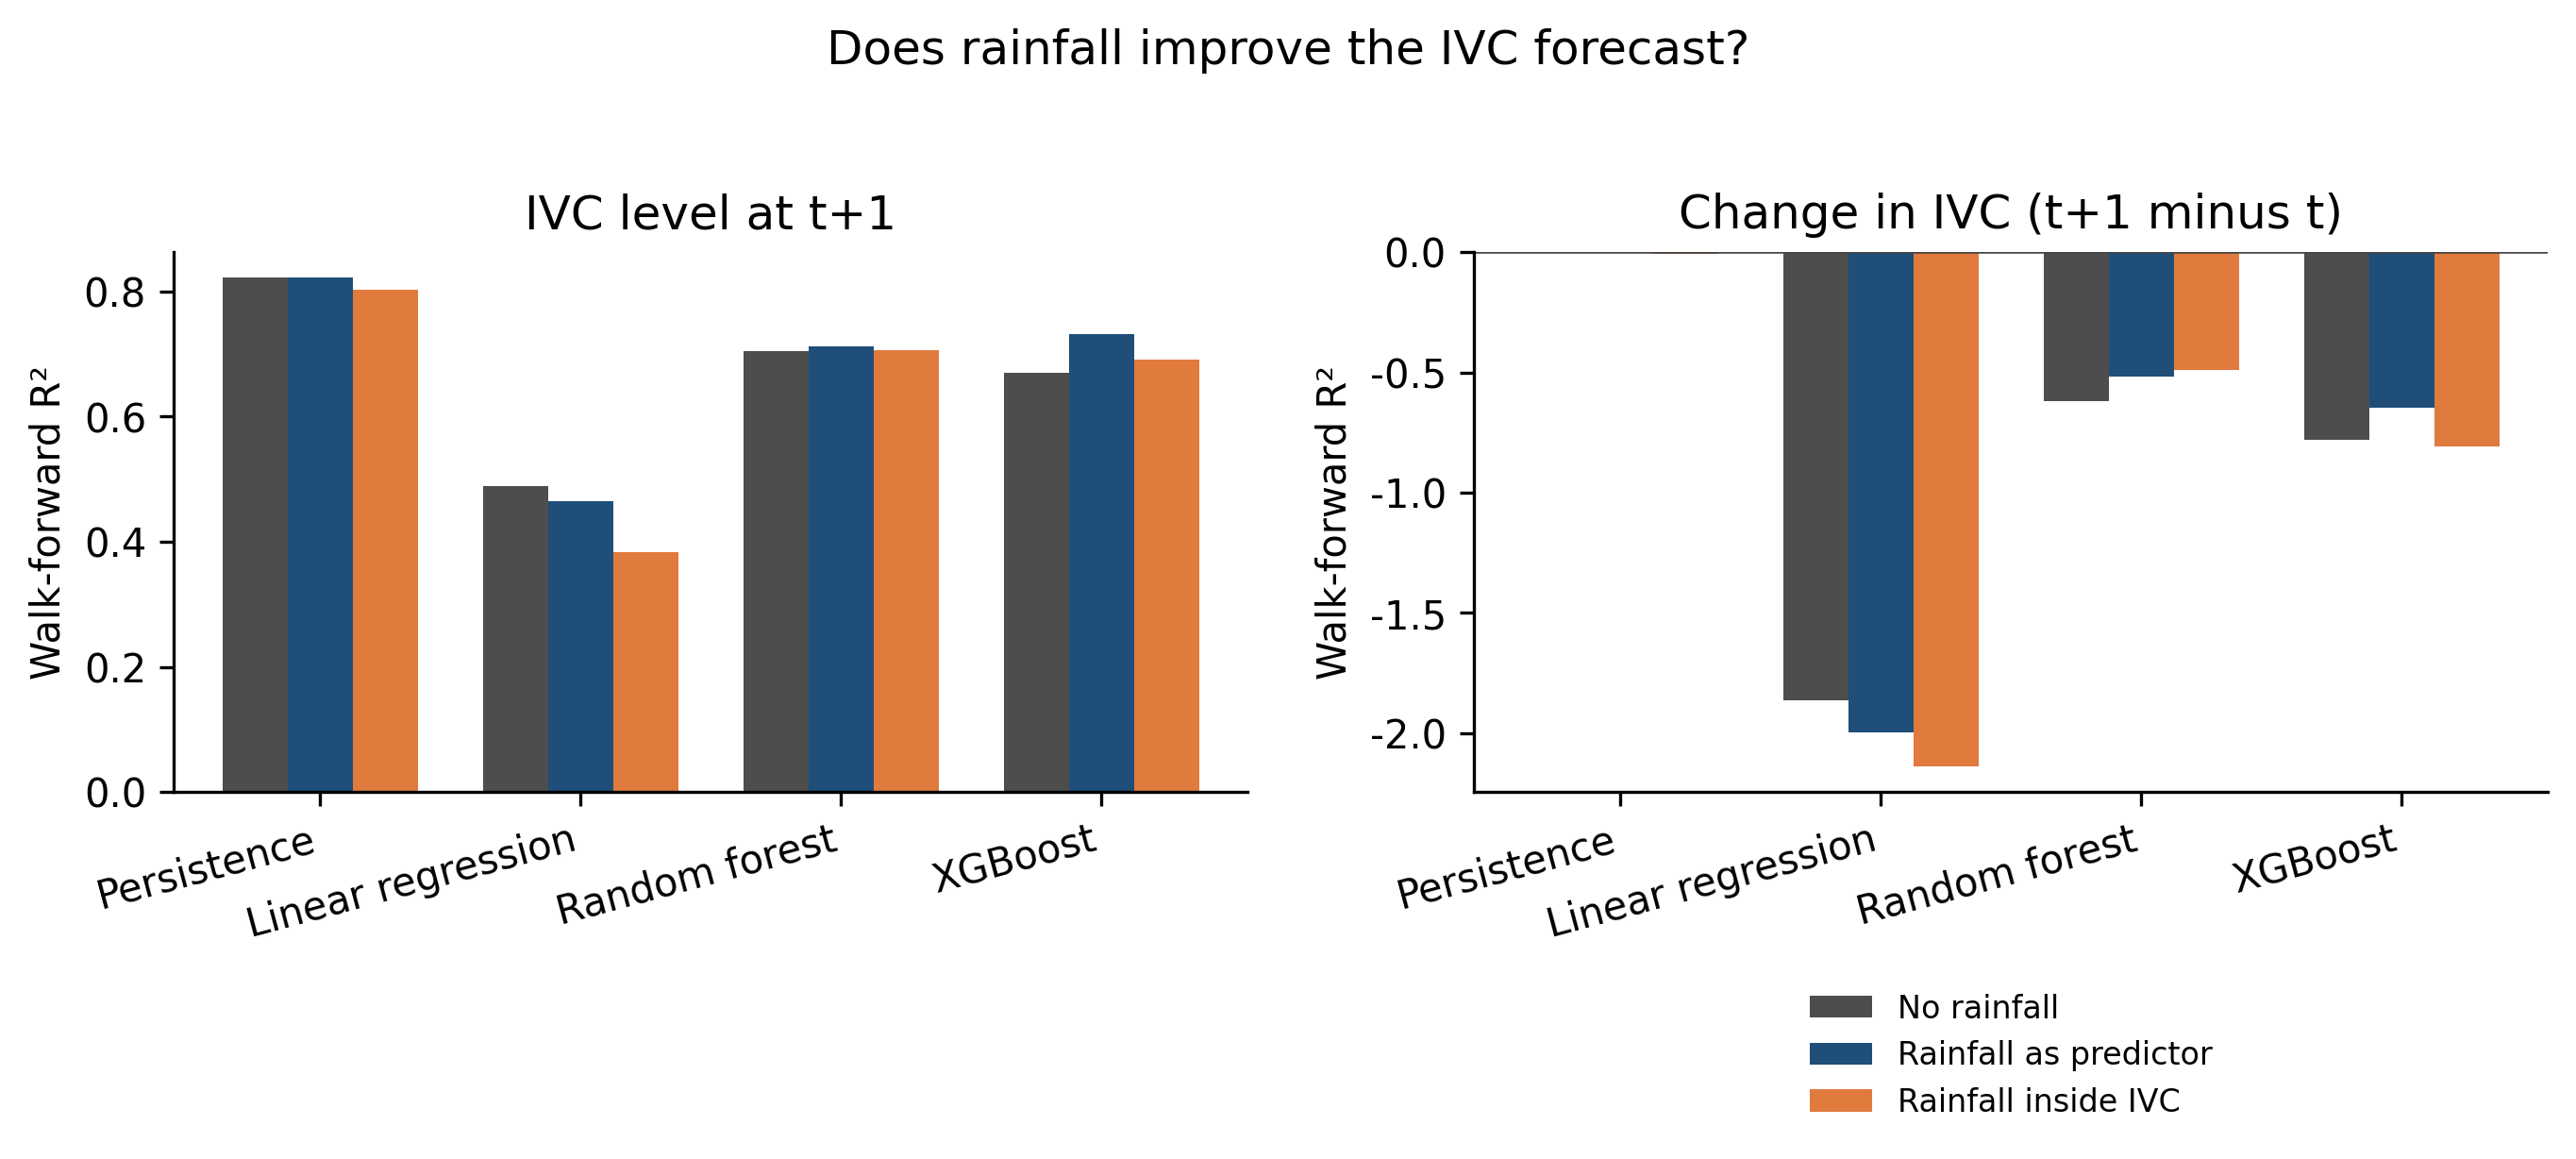 Does rainfall improve the IVC forecast?
IVC level at t+1
Walk-forward R²
0.8
0.6
0.4
0.2
0.0
Persistence
Linear regression
Random forest
XGBoost
Change in IVC (t+1 minus t)
Walk-forward R²
0.0
-0.5
-1.0
-1.5
-2.0
Persistence
Linear regression
Random forest
XGBoost
No rainfall
Rainfall as predictor
Rainfall inside IVC